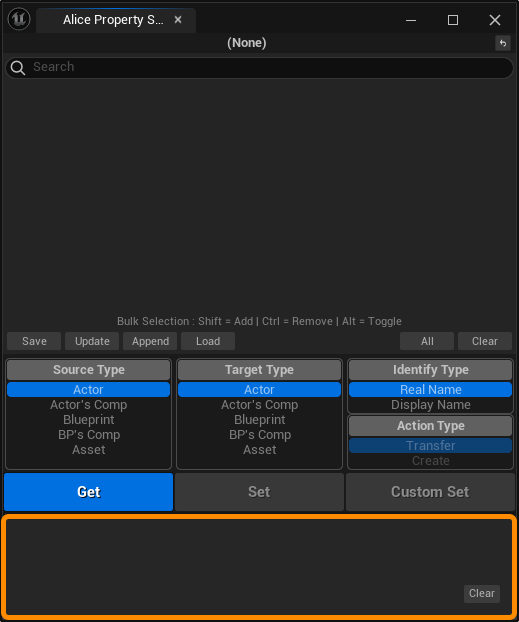 Alice Property S...
(None)
Search
Bulk Selection : Shift = Add | Ctrl = Remove | Alt = Toggle
Save Update Append Load All Clear
Source Type Target Type Identify Type
Actor Actor Real Name
Actor's Comp Actor's Comp Display Name
Blueprint Blueprint Action Type
BP's Comp BP's Comp Transfer
Asset Asset Create
Get Set Custom Set
Clear